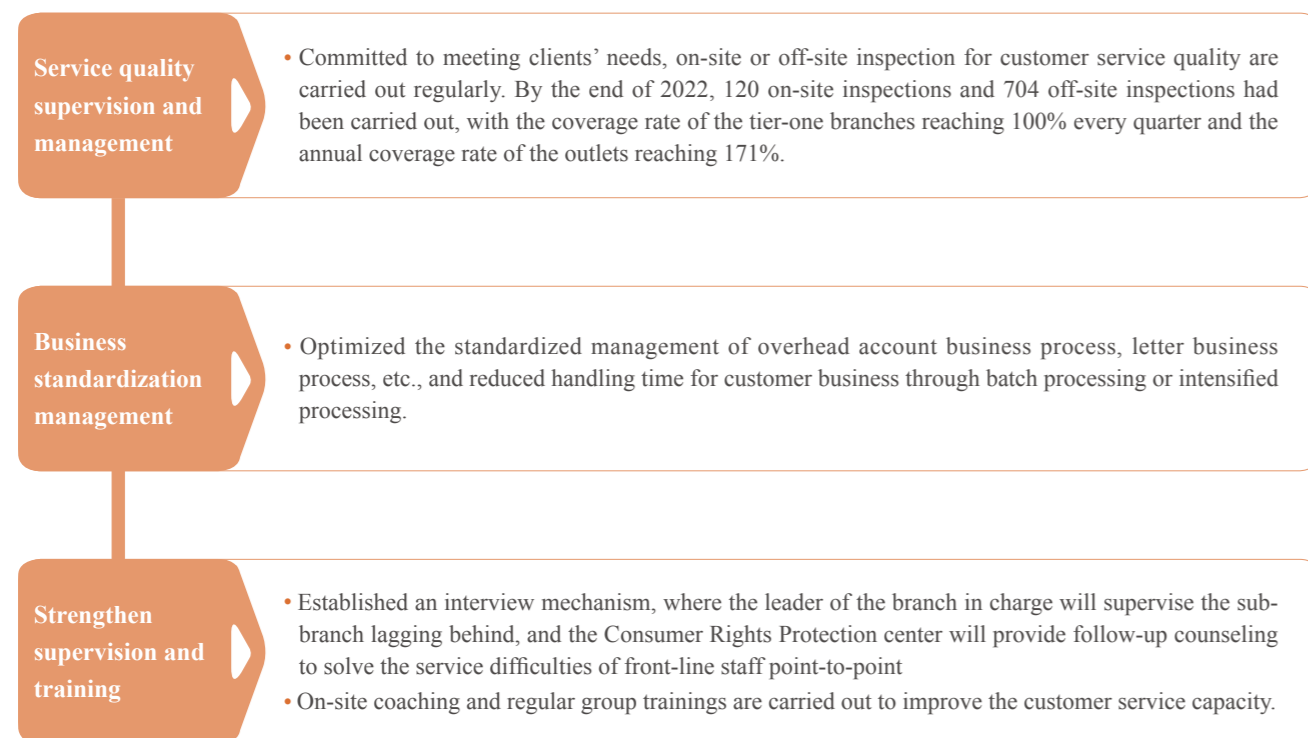 Service quality
supervision and
management
• Committed to meeting clients’ needs, on-site or off-site inspection for customer service quality are
carried out regularly. By the end of 2022, 120 on-site inspections and 704 off-site inspections had
been carried out, with the coverage rate of the tier-one branches reaching 100% every quarter and the
annual coverage rate of the outlets reaching 171%.
Business
standardization
management
• Optimized the standardized management of overhead account business process, letter business
process, etc., and reduced handling time for customer business through batch processing or intensified
processing.
Strengthen
supervision and
training
• Established an interview mechanism, where the leader of the branch in charge will supervise the sub-
branch lagging behind, and the Consumer Rights Protection center will provide follow-up counseling
to solve the service difficulties of front-line staff point-to-point
• On-site coaching and regular group trainings are carried out to improve the customer service capacity.